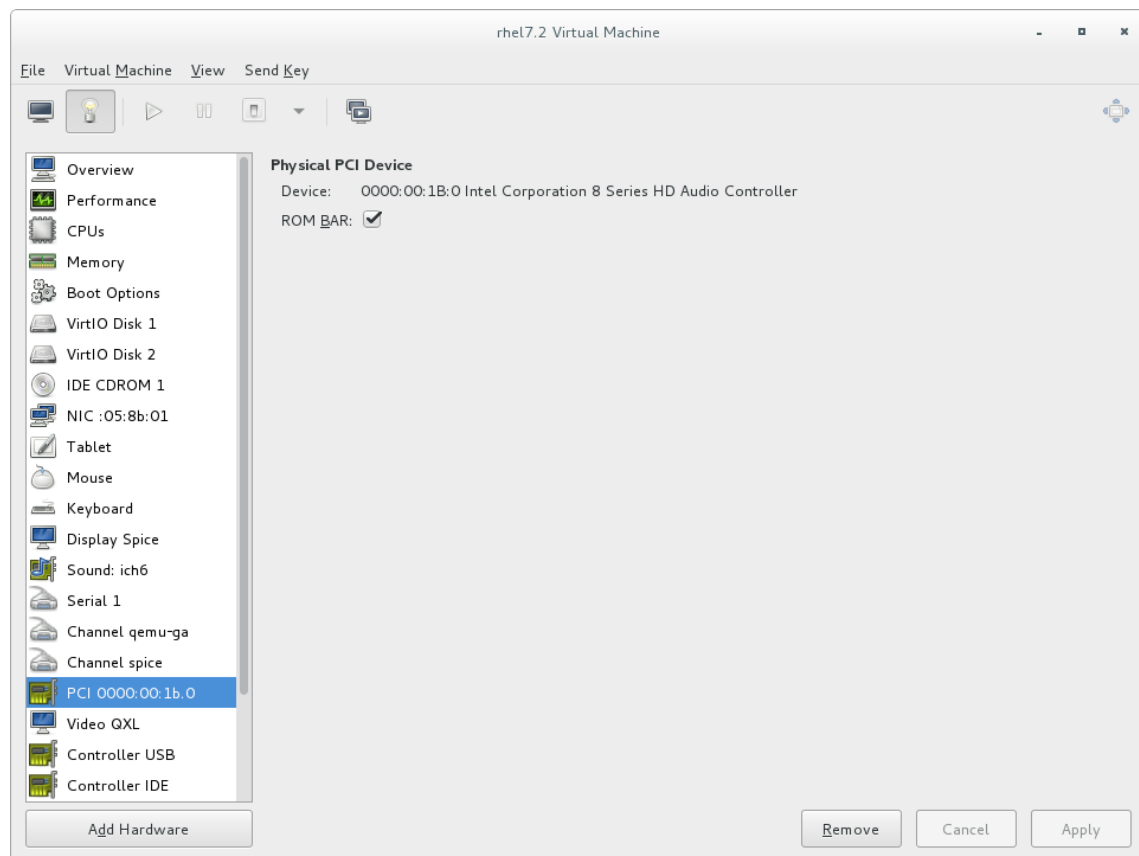 rhel7.2 Virtual Machine
File Virtual Machine View Send Key
Overview
Performance
CPUs
Memory
Boot Options
VirtIO Disk 1
VirtIO Disk 2
IDE CDROM 1
NIC :05:8b:01
Tablet
Mouse
Keyboard
Display Spice
Sound: ich6
Serial 1
Channel qemu-ga
Channel spice
PCI 0000:00:1b.0
Video QXL
Controller USB
Controller IDE
Add Hardware
Physical PCI Device
Device: 0000:00:1B:0 Intel Corporation 8 Series HD Audio Controller
ROM BAR:
Remove Cancel Apply